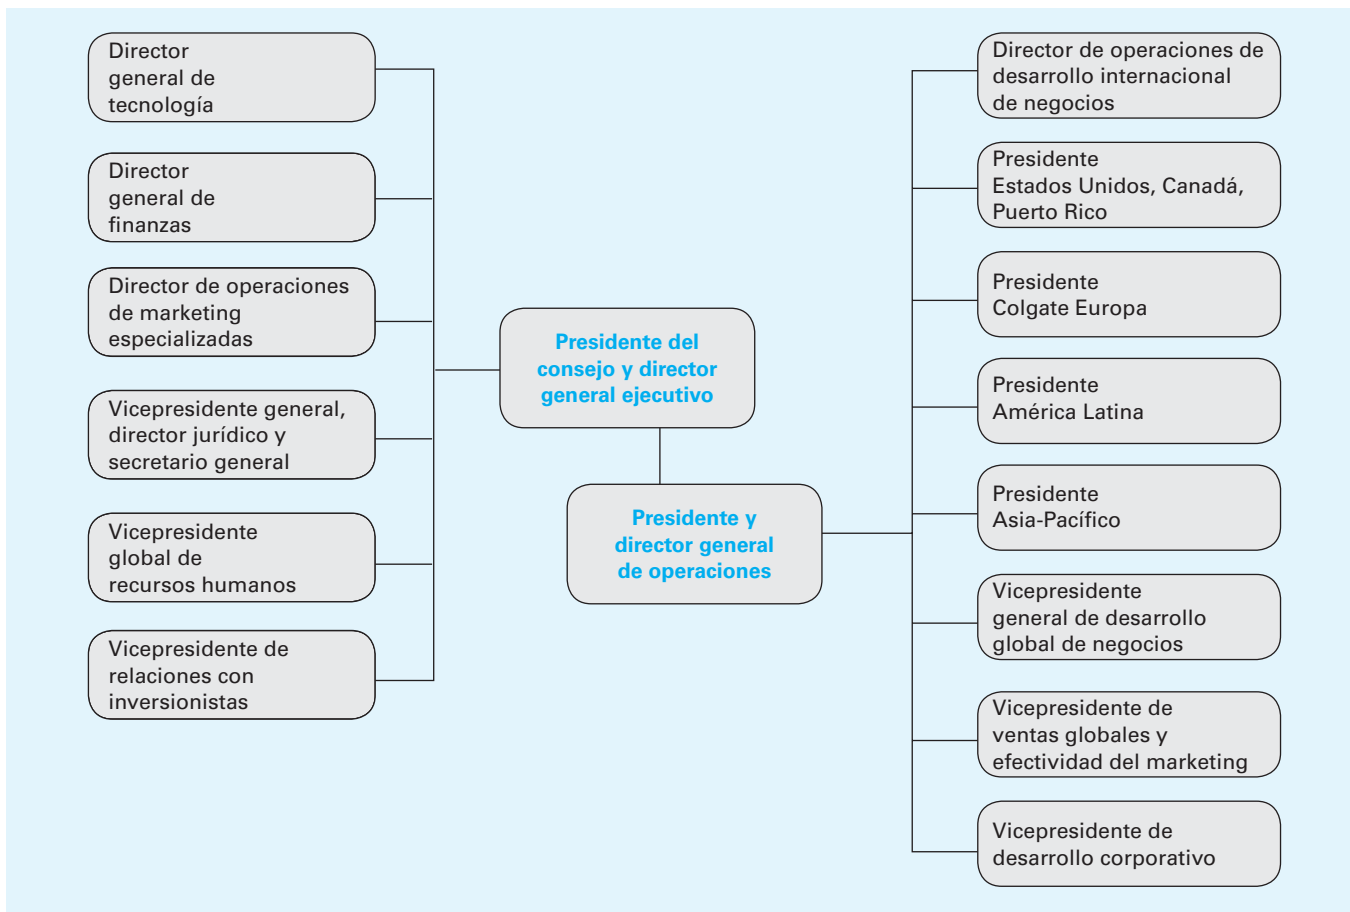 Director
general de
tecnología
Director
general de
finanzas
Director de operaciones
de marketing
especializadas
Vicepresidente general,
director jurídico y
secretario general
Vicepresidente
global de
recursos humanos
Vicepresidente de
relaciones con
inversionistas
Presidente del
consejo y director
general ejecutivo
Presidente y
director general
de operaciones
Director de operaciones de
desarrollo internacional
de negocios
Presidente
Estados Unidos, Canadá,
Puerto Rico
Presidente
Colgate Europa
Presidente
América Latina
Presidente
Asia-Pacífico
Vicepresidente
general de desarrollo
global de negocios
Vicepresidente de
ventas globales y
efectividad del marketing
Vicepresidente de
desarrollo corporativo